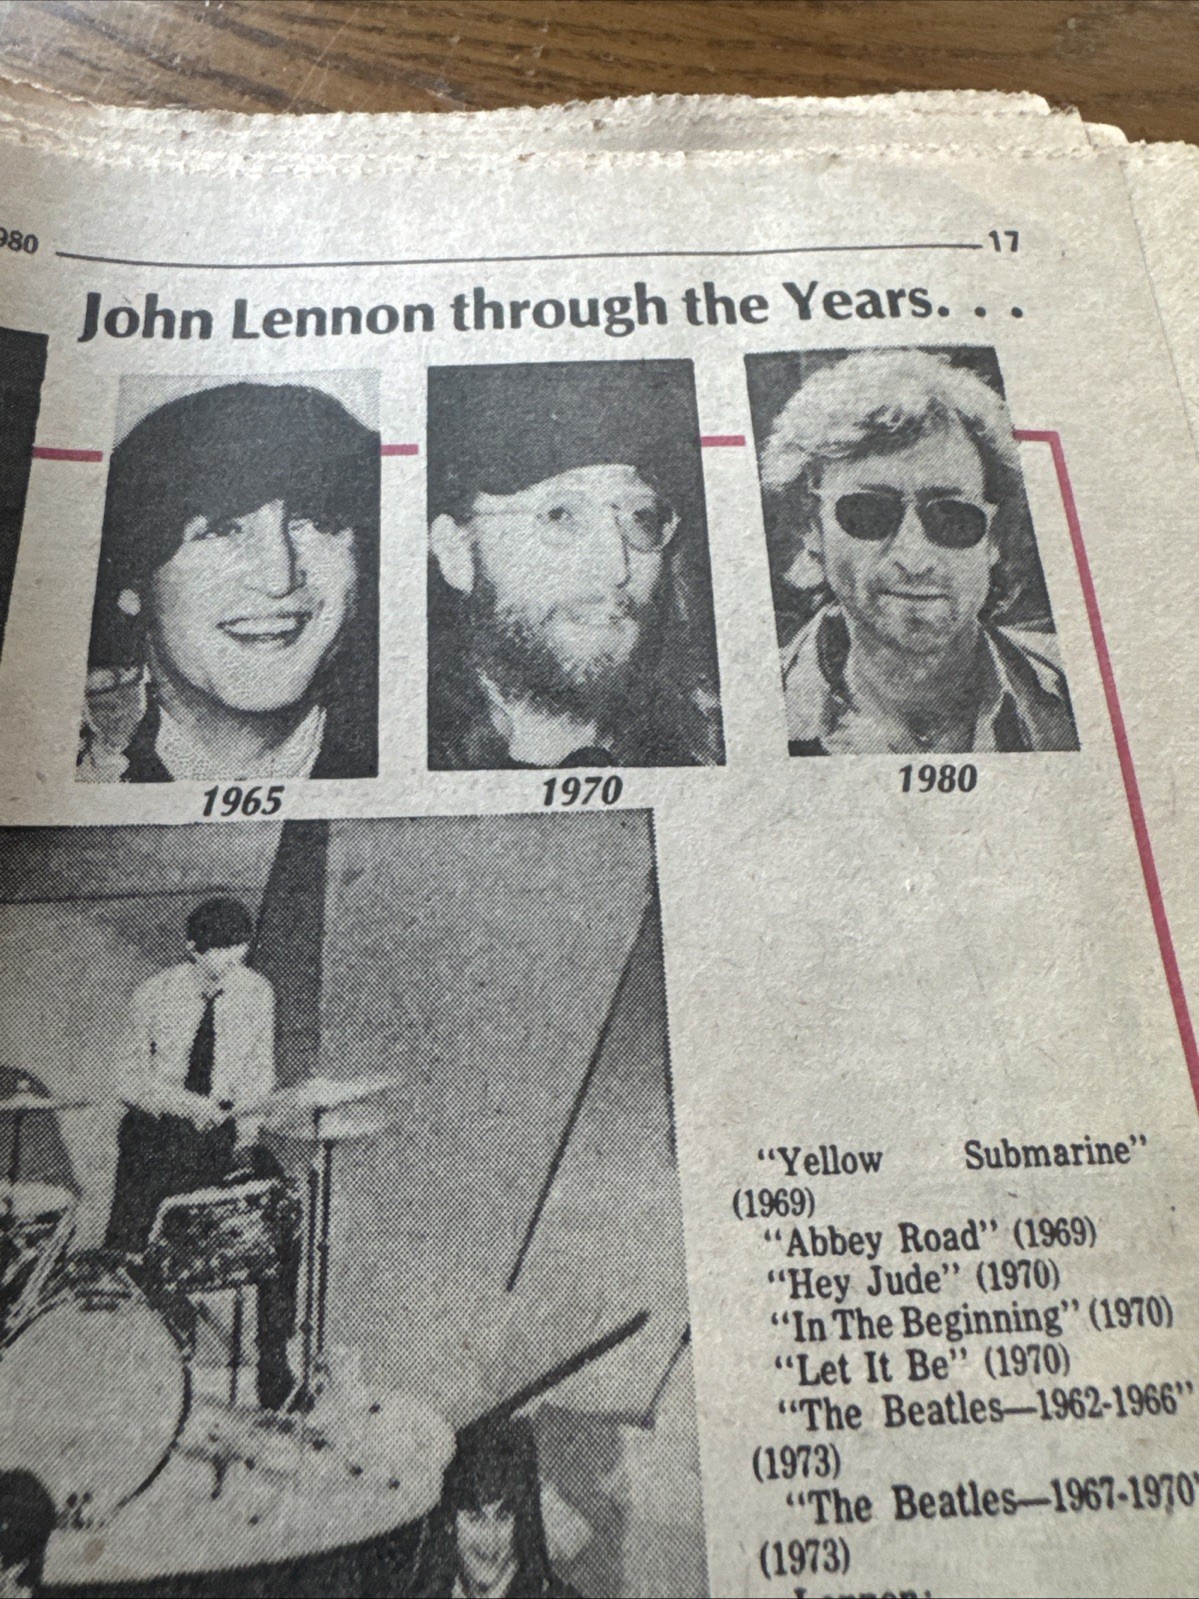 17
John Lennon through the Years. . .
1965
1970
1980
"Yellow Submarine"
(1969)
"Abbey Road" (1969)
"Hey Jude" (1970)
"In The Beginning" (1970)
"Let It Be" (1970)
"The Beatles—1962-1966"
(1973)
"The Beatles—1967-1970"
(1973)